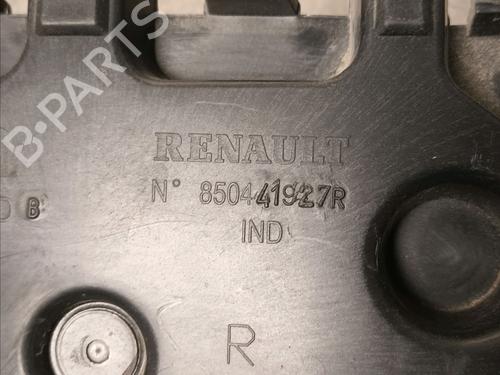 B-PARTS
RENAULT
N° 850441927R
D B
IND
R